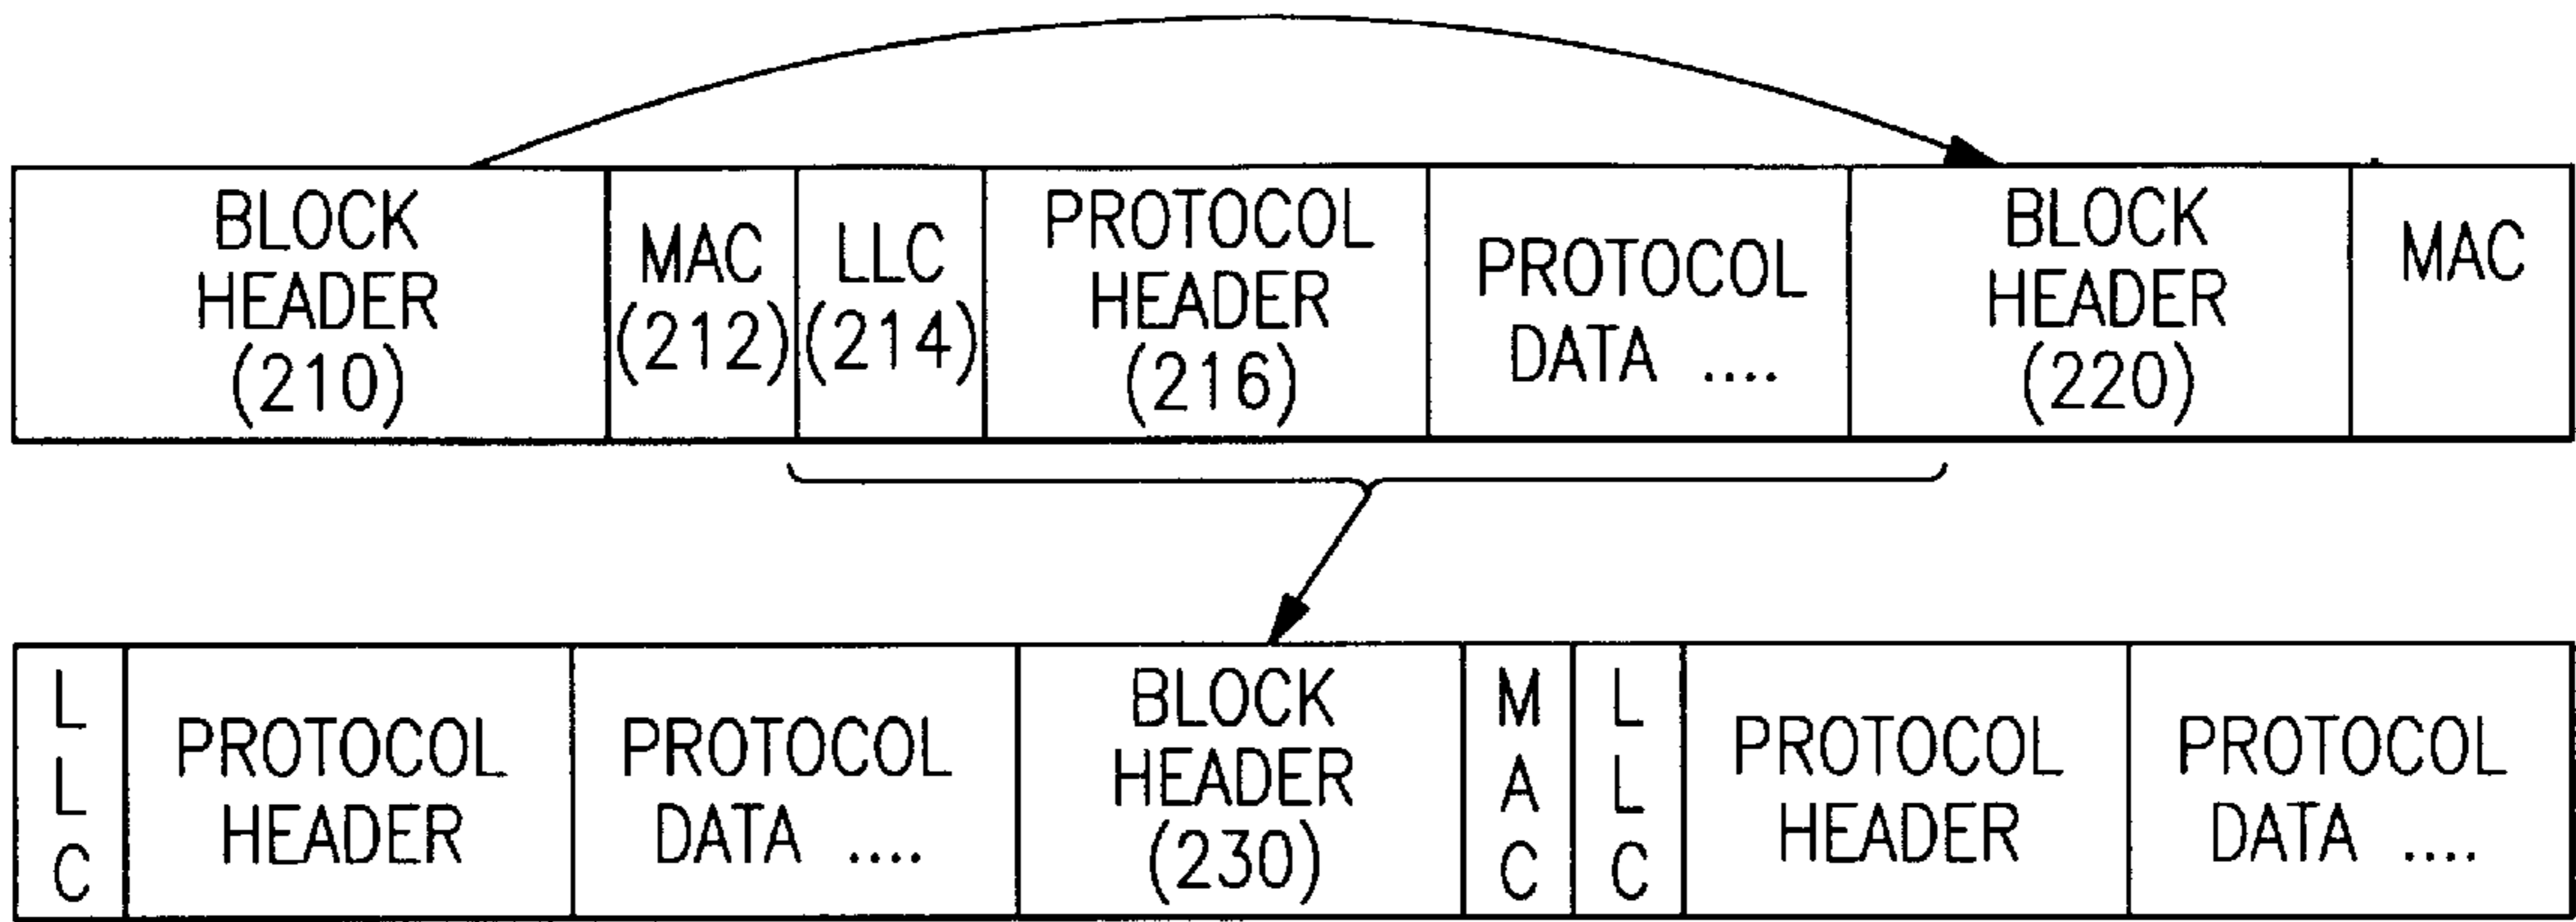 BLOCK
HEADER
(210)
MAC
(212)
LLC
(214)
PROTOCOL
HEADER
(216)
PROTOCOL
DATA ....
BLOCK
HEADER
(220)
MAC
L
L
C
PROTOCOL
HEADER
PROTOCOL
DATA ....
BLOCK
HEADER
(230)
M
A
C
L
L
C
PROTOCOL
HEADER
PROTOCOL
DATA ....